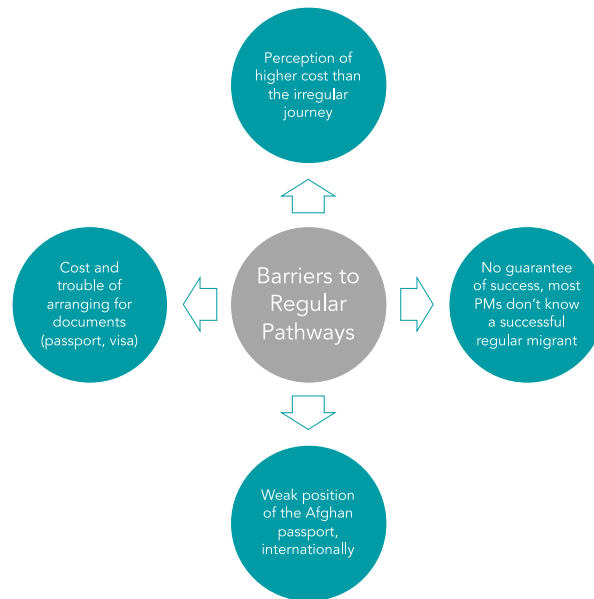 Perception of
higher cost than
the irregular
journey
Cost and
trouble of
arranging for
documents
(passport, visa)
Barriers to
Regular
Pathways
No guarantee
of success, most
PMs don't know
a successful
regular migrant
Weak position
of the Afghan
passport,
internationally